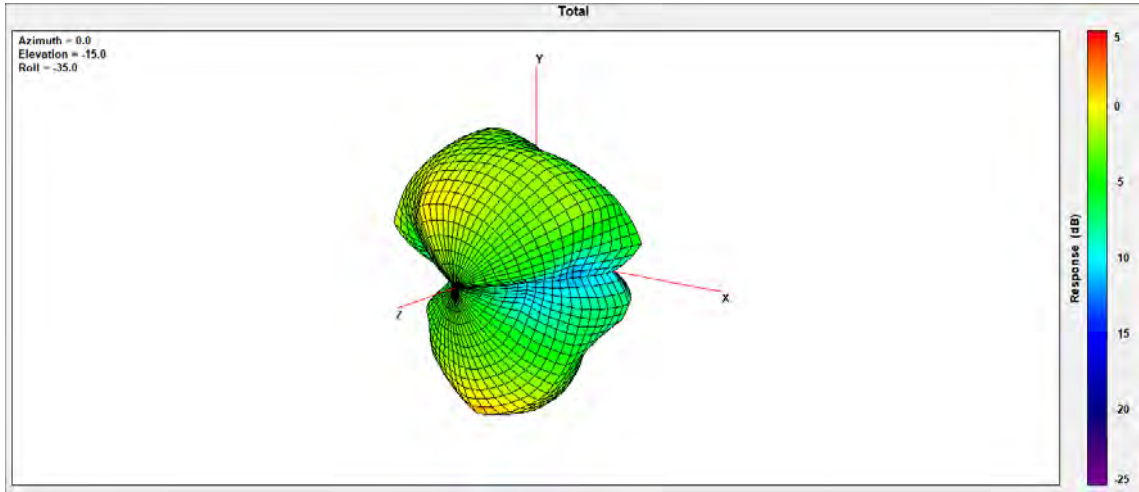 Total
Azimuth = 0.0
Elevation = -15.0
Roll = -35.0
Y
X
Z
5
0
-5
-10
-15
-20
-25
Response (dB)